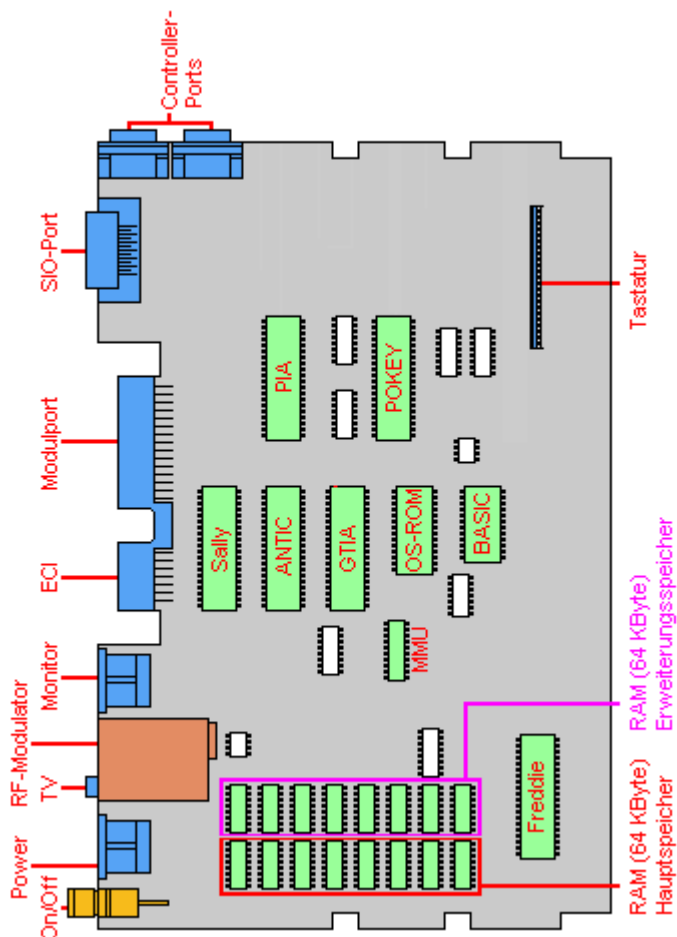 Controller-
Ports
SIO-Port
Modulport
ECI
Monitor
RF-Modulator
TV
Power
On/Off
PIA
POKEY
Sally
ANTIC
GTIA
OS-ROM
BASIC
MMU
Freddie
Tastatur
RAM (64 KByte)
Erweiterungsspeicher
RAM (64 KByte)
Hauptspeicher